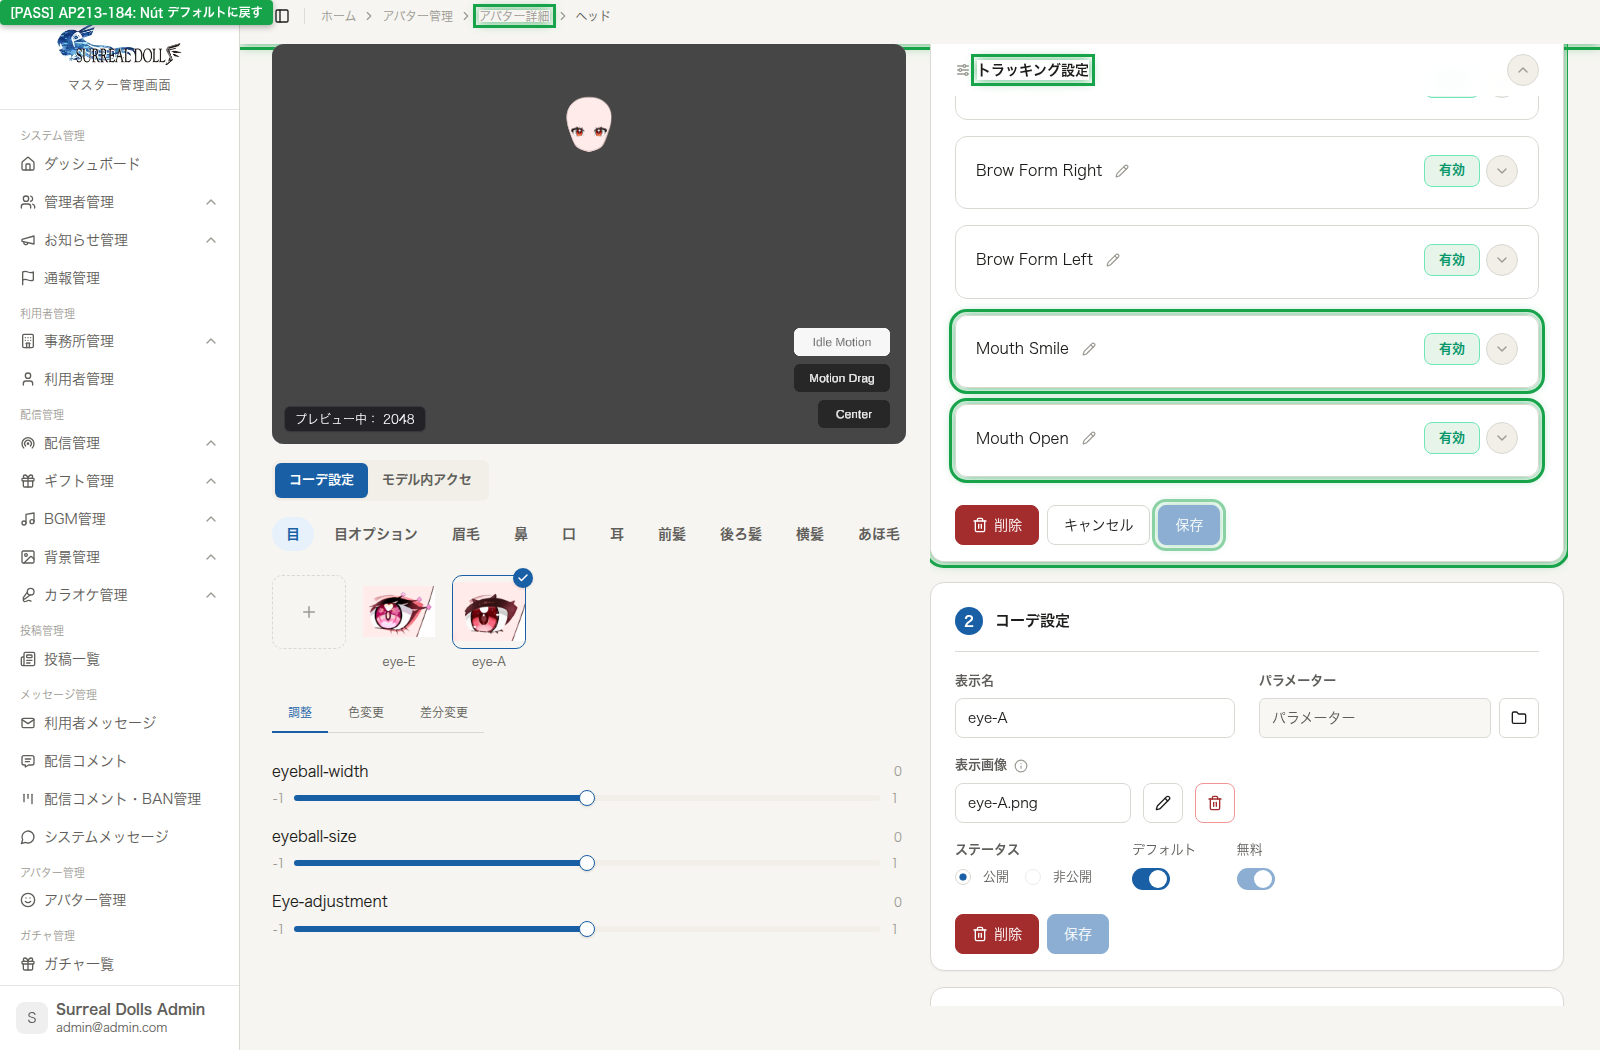 [PASS] AP213-184: Nút デフォルトに戻す
ホーム
アバター管理
アバター詳細
ヘッド
SURREAL DOLL
マスター管理画面
システム管理
ダッシュボード
管理者管理
お知らせ管理
通報管理
利用者管理
事務所管理
利用者管理
配信管理
配信管理
ギフト管理
BGM管理
背景管理
カラオケ管理
投稿管理
投稿一覧
メッセージ管理
利用者メッセージ
配信コメント
配信コメント・BAN管理
システムメッセージ
アバター管理
アバター管理
ガチャ管理
ガチャ一覧
S
Surreal Dolls Admin
admin@admin.com
Idle Motion
Motion Drag
Center
プレビュー中： 2048
コーデ設定
モデル内アクセ
目
目オプション
眉毛
鼻
口
耳
前髪
後ろ髪
横髪
あほ毛
eye-E
eye-A
調整
色変更
差分変更
eyeball-width
0
-1
1
eyeball-size
0
-1
1
Eye-adjustment
0
-1
1
トラッキング設定
Brow Form Right
有効
Brow Form Left
有効
Mouth Smile
有効
Mouth Open
有効
削除
キャンセル
保存
2
コーデ設定
表示名
パラメーター
eye-A
パラメーター
表示画像
eye-A.png
ステータス
デフォルト
無料
公開
非公開
削除
保存